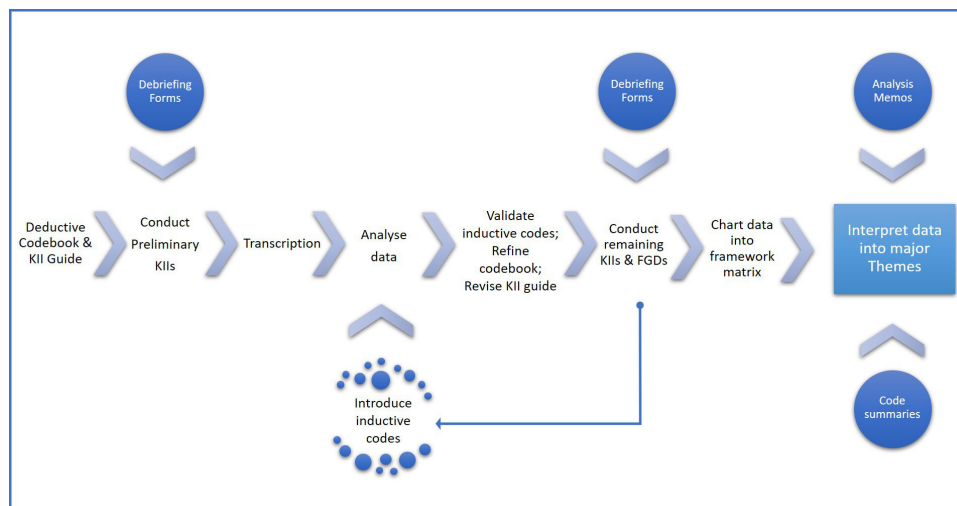 Debriefing
Forms
Debriefing
Forms
Analysis
Memos
Deductive
Codebook &
KII Guide
Conduct
Preliminary
KIIs
Transcription
Analyse
data
Validate
inductive codes;
Refine
codebook;
Revise KII guide
Conduct
remaining
KIIs & FGDs
Chart data
into
framework
matrix
Interpret data
into major
Themes
Introduce
inductive
codes
Code
summaries